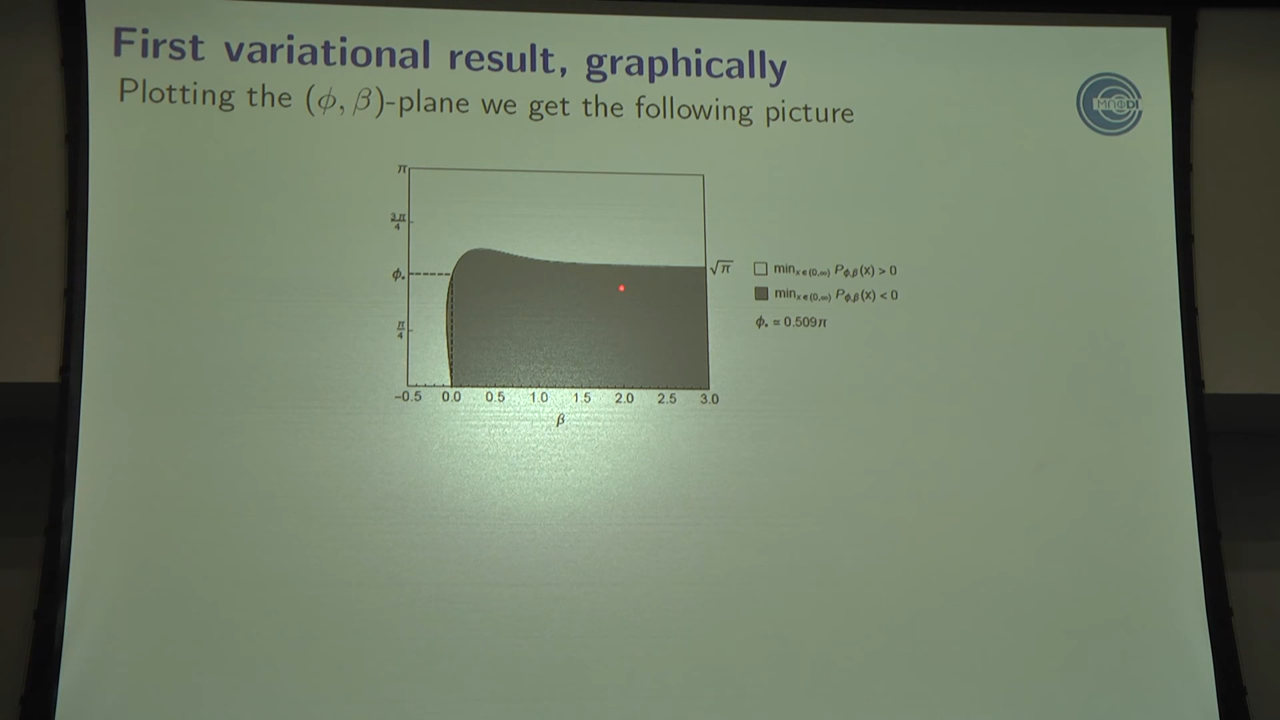 First variational result, graphically
Plotting the (ϕ, β)-plane we get the following picture
MΠΦDI
π
3π/4
ϕ*
π/4
√π
min_{x∈(0,∞)} P_{ϕ,β}(x) > 0
min_{x∈(0,∞)} P_{ϕ,β}(x) < 0
ϕ* = 0.509π
−0.5 0.0 0.5 1.0 1.5 2.0 2.5 3.0
β